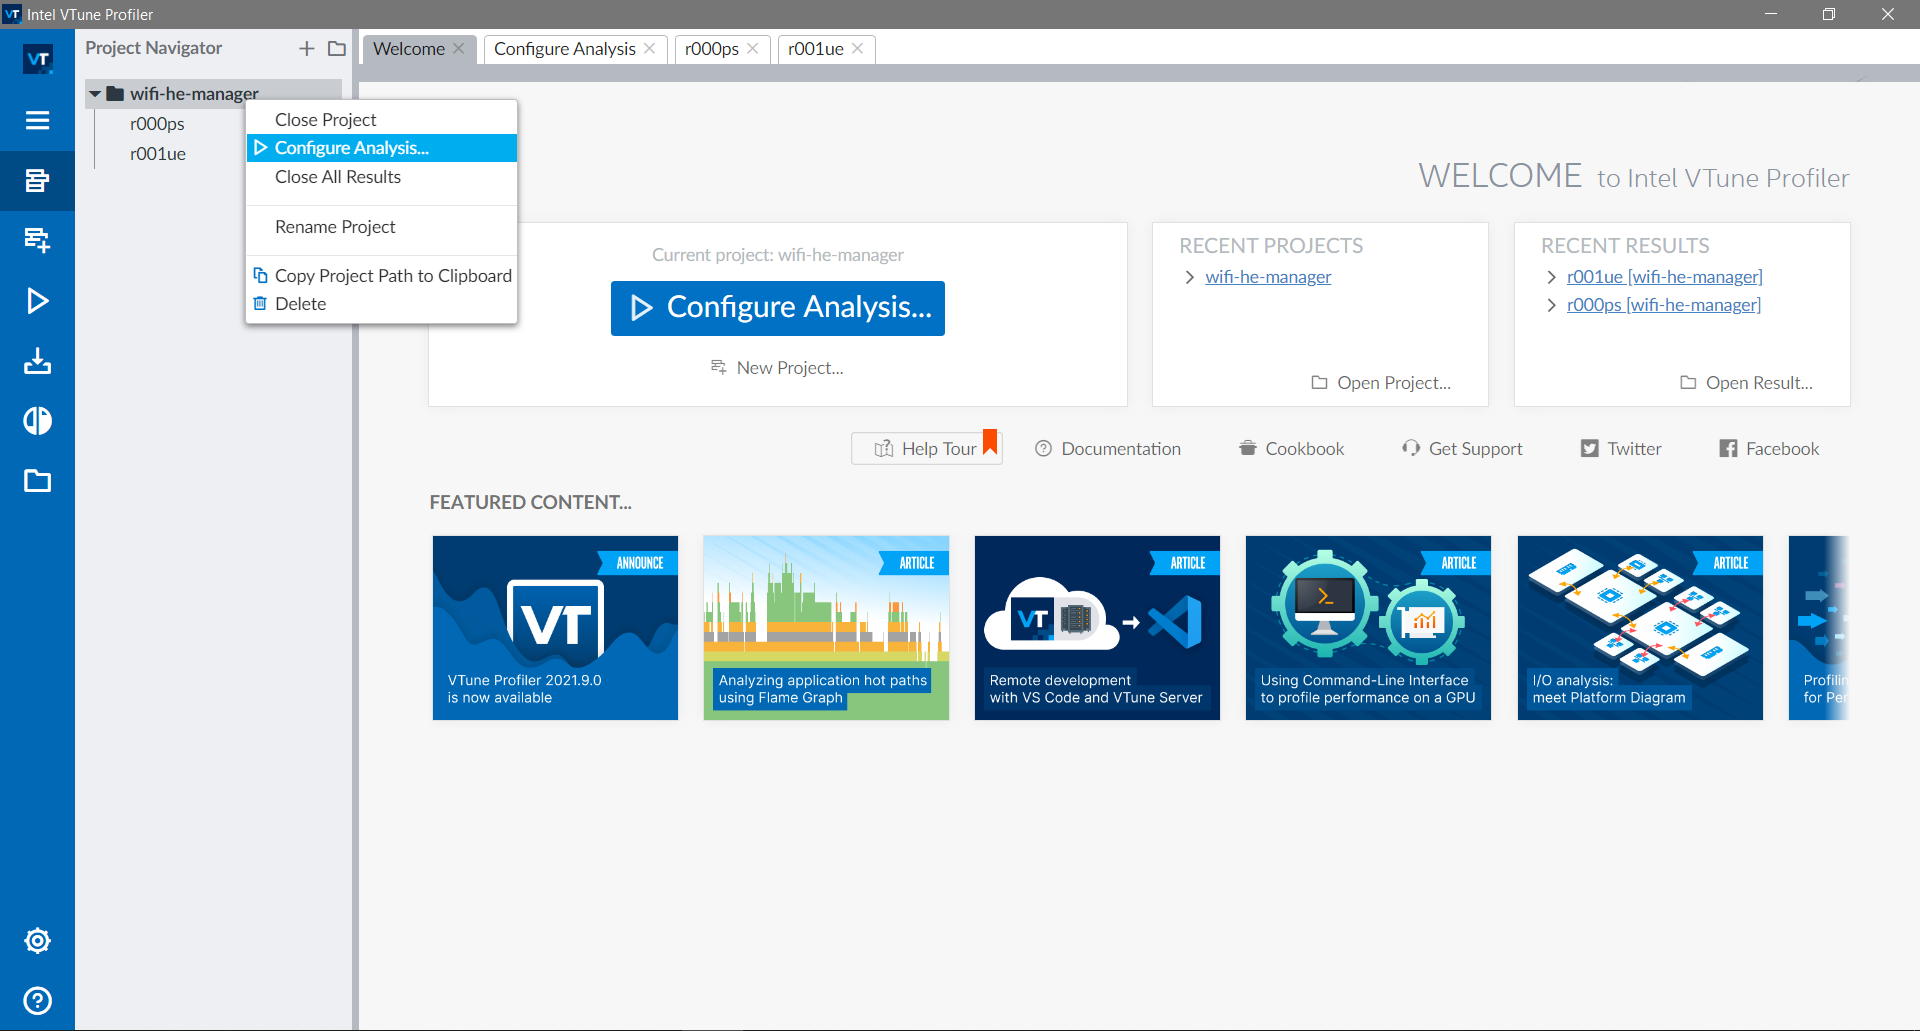 VT Intel VTune Profiler
Project Navigator
Welcome
Configure Analysis
r000ps
r001ue
VT
wifi-he-manager
r000ps
r001ue
Close Project
Configure Analysis...
Close All Results
Rename Project
Copy Project Path to Clipboard
Delete
WELCOME to Intel VTune Profiler
Current project: wifi-he-manager
Configure Analysis...
New Project...
RECENT PROJECTS
wifi-he-manager
Open Project...
RECENT RESULTS
r001ue [wifi-he-manager]
r000ps [wifi-he-manager]
Open Result...
Help Tour
Documentation
Cookbook
Get Support
Twitter
Facebook
FEATURED CONTENT...
ANNOUNCE
VT
VTune Profiler 2021.9.0
is now available
ARTICLE
Analyzing application hot paths
using Flame Graph
ARTICLE
VT
Remote development
with VS Code and VTune Server
ARTICLE
Using Command-Line Interface
to profile performance on a GPU
ARTICLE
I/O analysis:
meet Platform Diagram
for